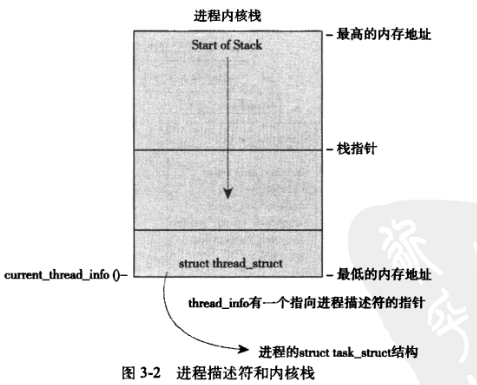 进程内核栈
Start of Stack
最高的内存地址
栈指针
struct thread_struct
current_thread_info ()
最低的内存地址
thread_info有一个指向进程描述符的指针
进程的struct task_struct结构
图 3-2 进程描述符和内核栈